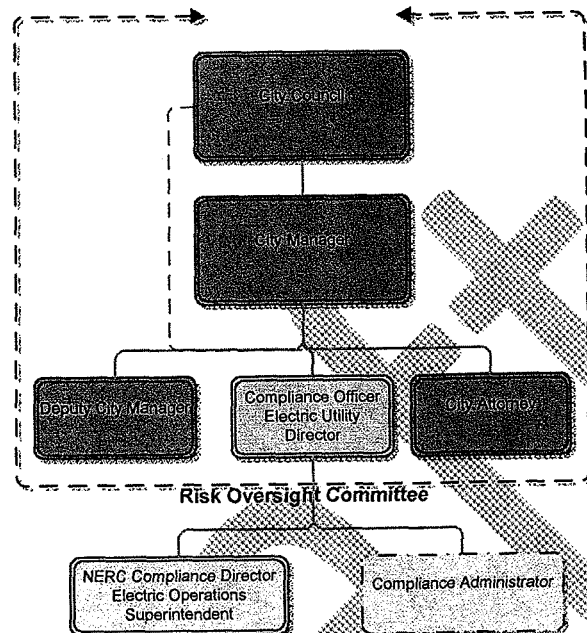 City Council
City Manager
Deputy City Manager
Compliance Officer
Electric Utility
Director
City Attorney
Risk Oversight Committee
NERC Compliance Director
Electric Operations
Superintendent
Compliance Administrator